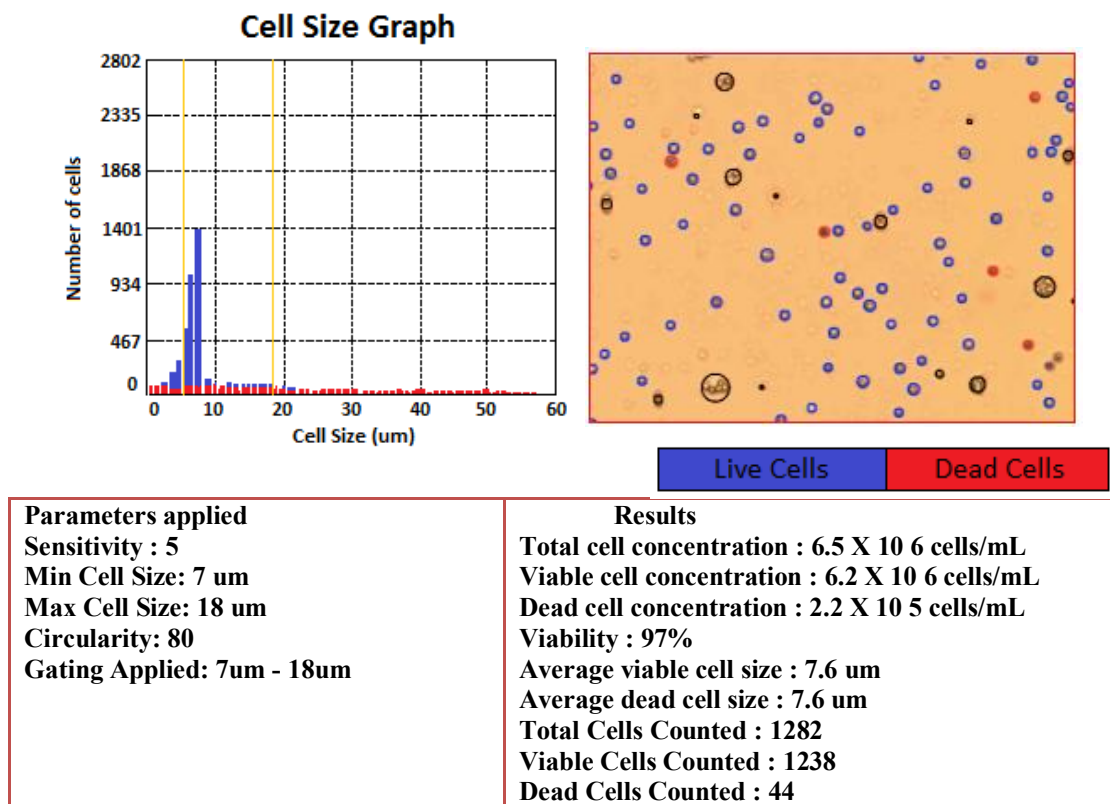 Cell Size Graph
2802
2335
1868
1401
934
467
0
Number of cells
0 10 20 30 40 50 60
Cell Size (um)
Live Cells Dead Cells
Parameters applied
Sensitivity : 5
Min Cell Size: 7 um
Max Cell Size: 18 um
Circularity: 80
Gating Applied: 7um - 18um
Results
Total cell concentration : 6.5 X 10 6 cells/mL
Viable cell concentration : 6.2 X 10 6 cells/mL
Dead cell concentration : 2.2 X 10 5 cells/mL
Viability : 97%
Average viable cell size : 7.6 um
Average dead cell size : 7.6 um
Total Cells Counted : 1282
Viable Cells Counted : 1238
Dead Cells Counted : 44